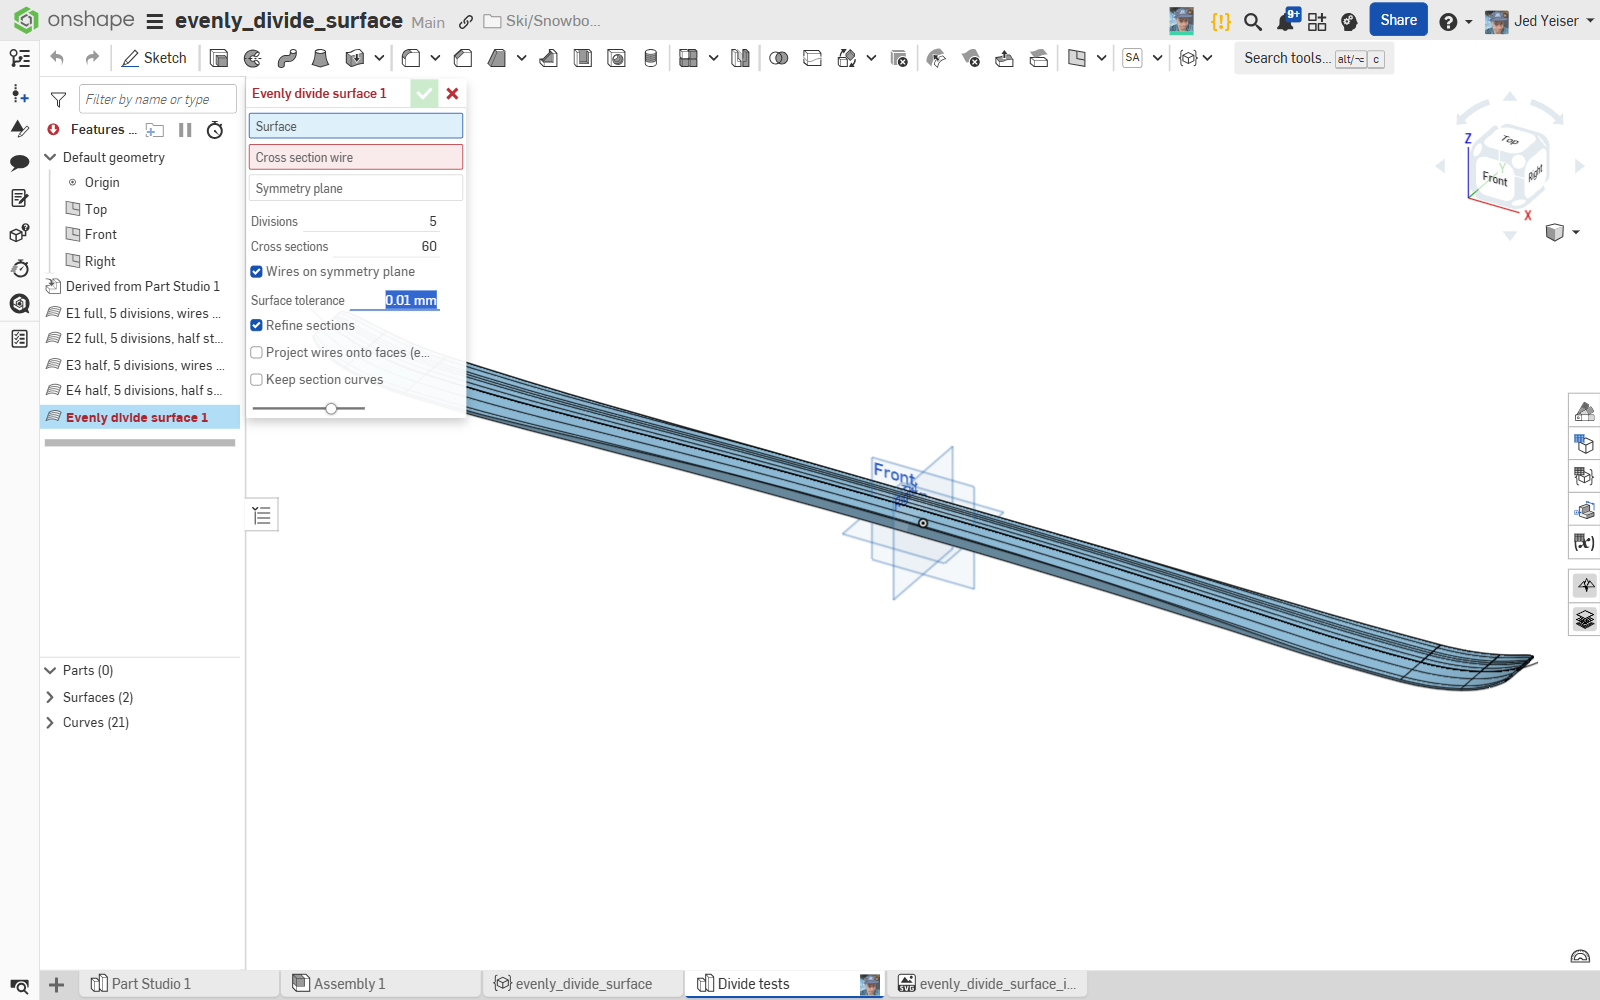 onshape
evenly_divide_surface Main Ski/Snowbo...
9+
Share
Jed Yeiser
Sketch
SA
Search tools... alt/⌥ c
Filter by name or type
Features ...
Default geometry
Origin
Top
Front
Right
Derived from Part Studio 1
E1 full, 5 divisions, wires ...
E2 full, 5 divisions, half st...
E3 half, 5 divisions, wires ...
E4 half, 5 divisions, half s...
Evenly divide surface 1
Parts (0)
Surfaces (2)
Curves (21)
Evenly divide surface 1
Surface
Cross section wire
Symmetry plane
Divisions 5
Cross sections 60
Wires on symmetry plane
Surface tolerance 0.01 mm
Refine sections
Project wires onto faces (e...
Keep section curves
Front
Z
Top
Y
Front
Right
X
Part Studio 1
Assembly 1
evenly_divide_surface
Divide tests
SVG
evenly_divide_surface_i...